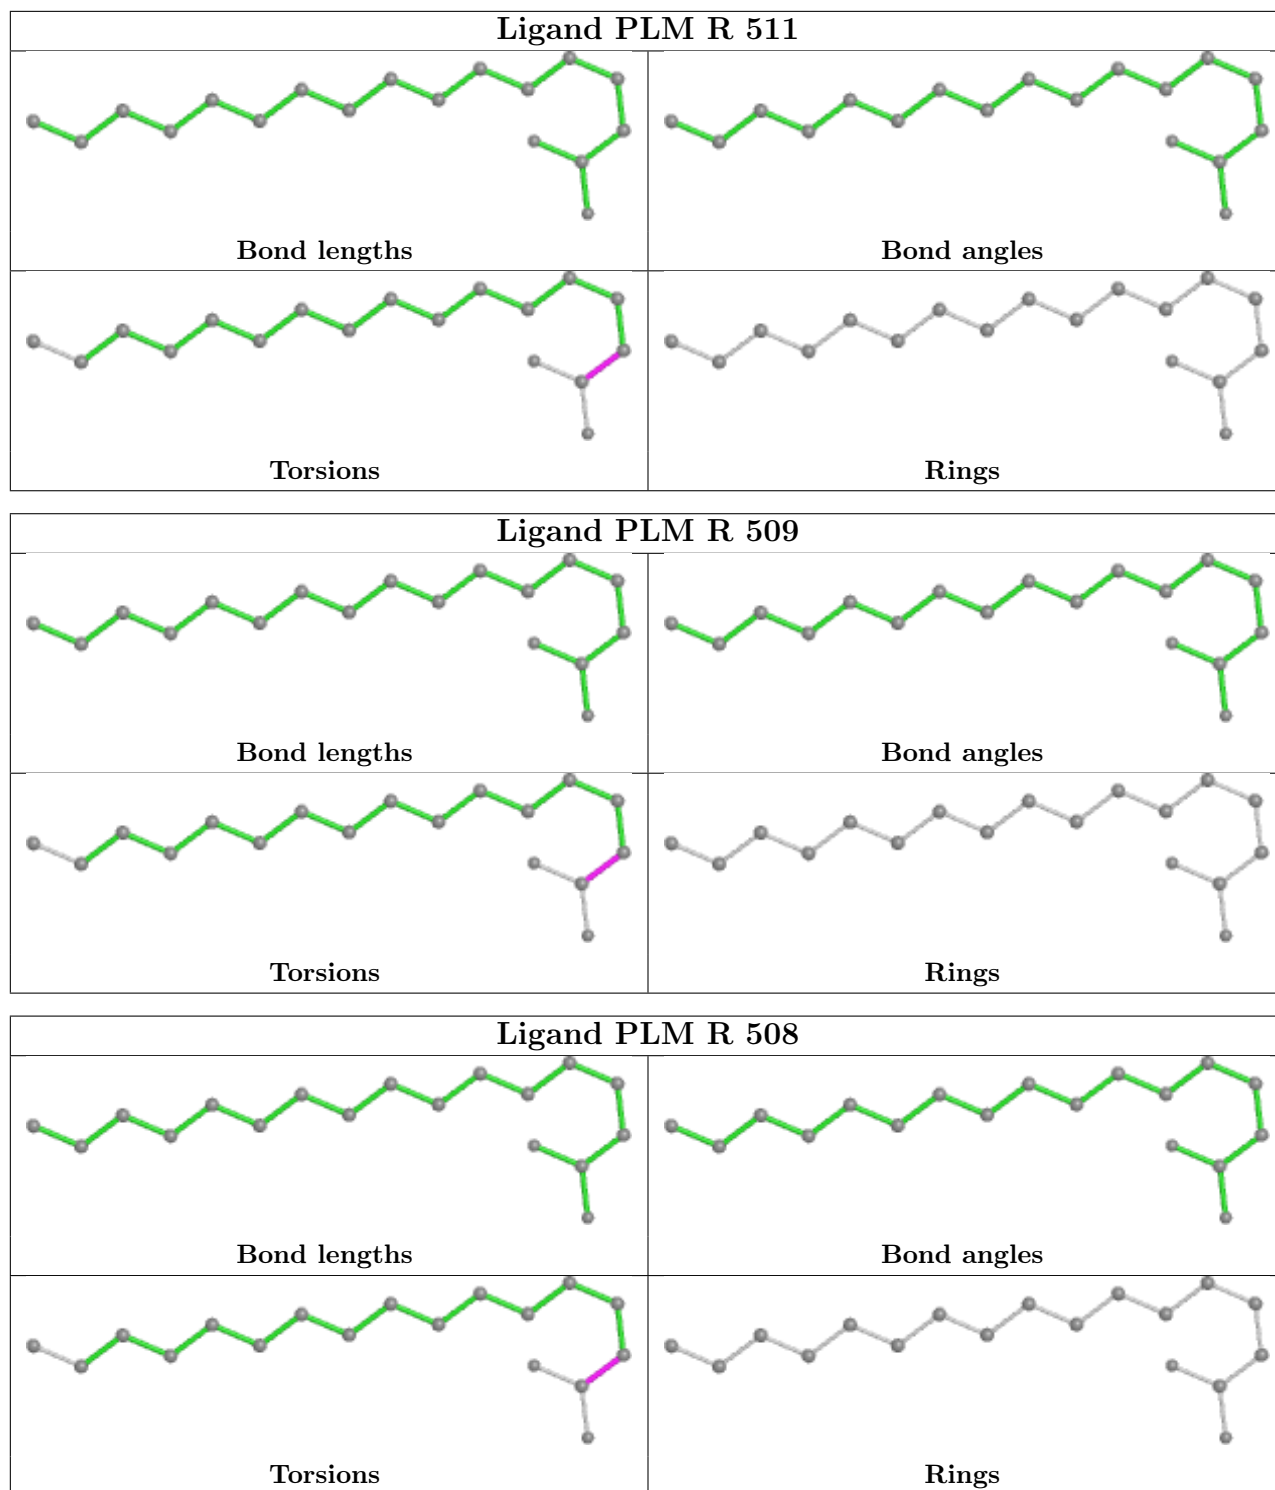 Ligand PLM R 511
Bond lengths
Bond angles
Torsions
Rings
Ligand PLM R 509
Bond lengths
Bond angles
Torsions
Rings
Ligand PLM R 508
Bond lengths
Bond angles
Torsions
Rings